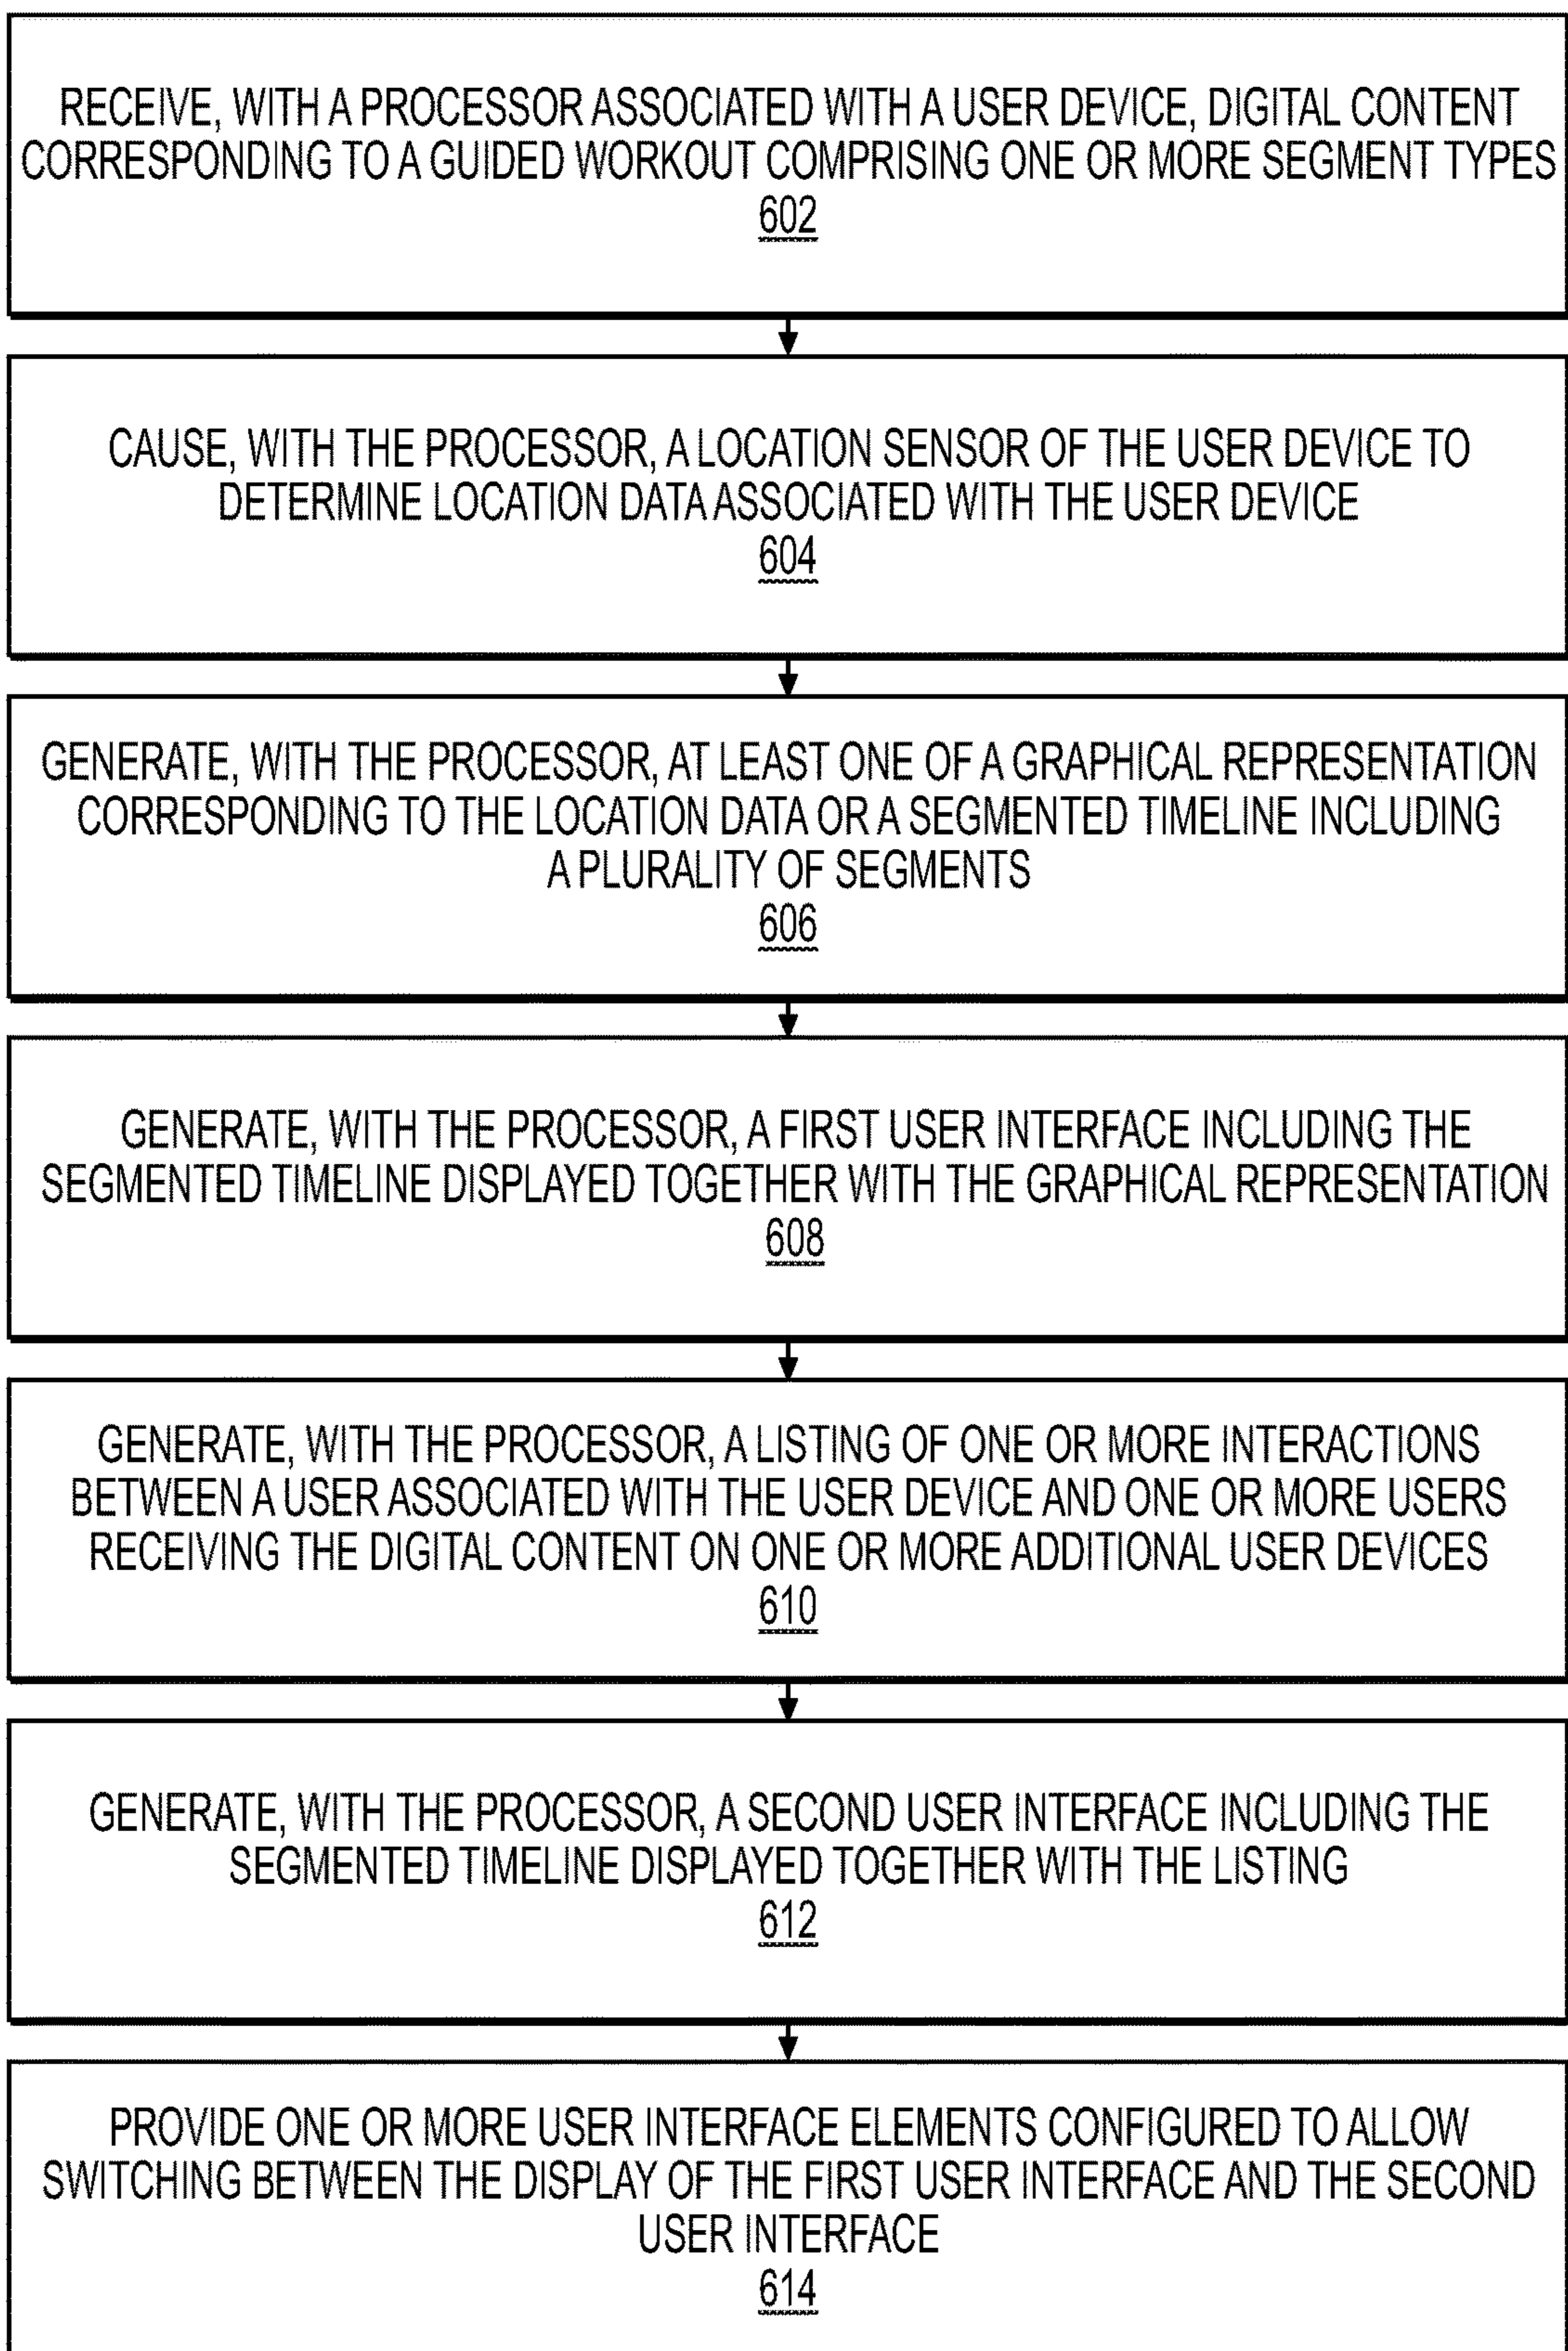 RECEIVE, WITH A PROCESSOR ASSOCIATED WITH A USER DEVICE, DIGITAL CONTENT
CORRESPONDING TO A GUIDED WORKOUT COMPRISING ONE OR MORE SEGMENT TYPES
602
CAUSE, WITH THE PROCESSOR, A LOCATION SENSOR OF THE USER DEVICE TO
DETERMINE LOCATION DATA ASSOCIATED WITH THE USER DEVICE
604
GENERATE, WITH THE PROCESSOR, AT LEAST ONE OF A GRAPHICAL REPRESENTATION
CORRESPONDING TO THE LOCATION DATA OR A SEGMENTED TIMELINE INCLUDING
A PLURALITY OF SEGMENTS
606
GENERATE, WITH THE PROCESSOR, A FIRST USER INTERFACE INCLUDING THE
SEGMENTED TIMELINE DISPLAYED TOGETHER WITH THE GRAPHICAL REPRESENTATION
608
GENERATE, WITH THE PROCESSOR, A LISTING OF ONE OR MORE INTERACTIONS
BETWEEN A USER ASSOCIATED WITH THE USER DEVICE AND ONE OR MORE USERS
RECEIVING THE DIGITAL CONTENT ON ONE OR MORE ADDITIONAL USER DEVICES
610
GENERATE, WITH THE PROCESSOR, A SECOND USER INTERFACE INCLUDING THE
SEGMENTED TIMELINE DISPLAYED TOGETHER WITH THE LISTING
612
PROVIDE ONE OR MORE USER INTERFACE ELEMENTS CONFIGURED TO ALLOW
SWITCHING BETWEEN THE DISPLAY OF THE FIRST USER INTERFACE AND THE SECOND
USER INTERFACE
614